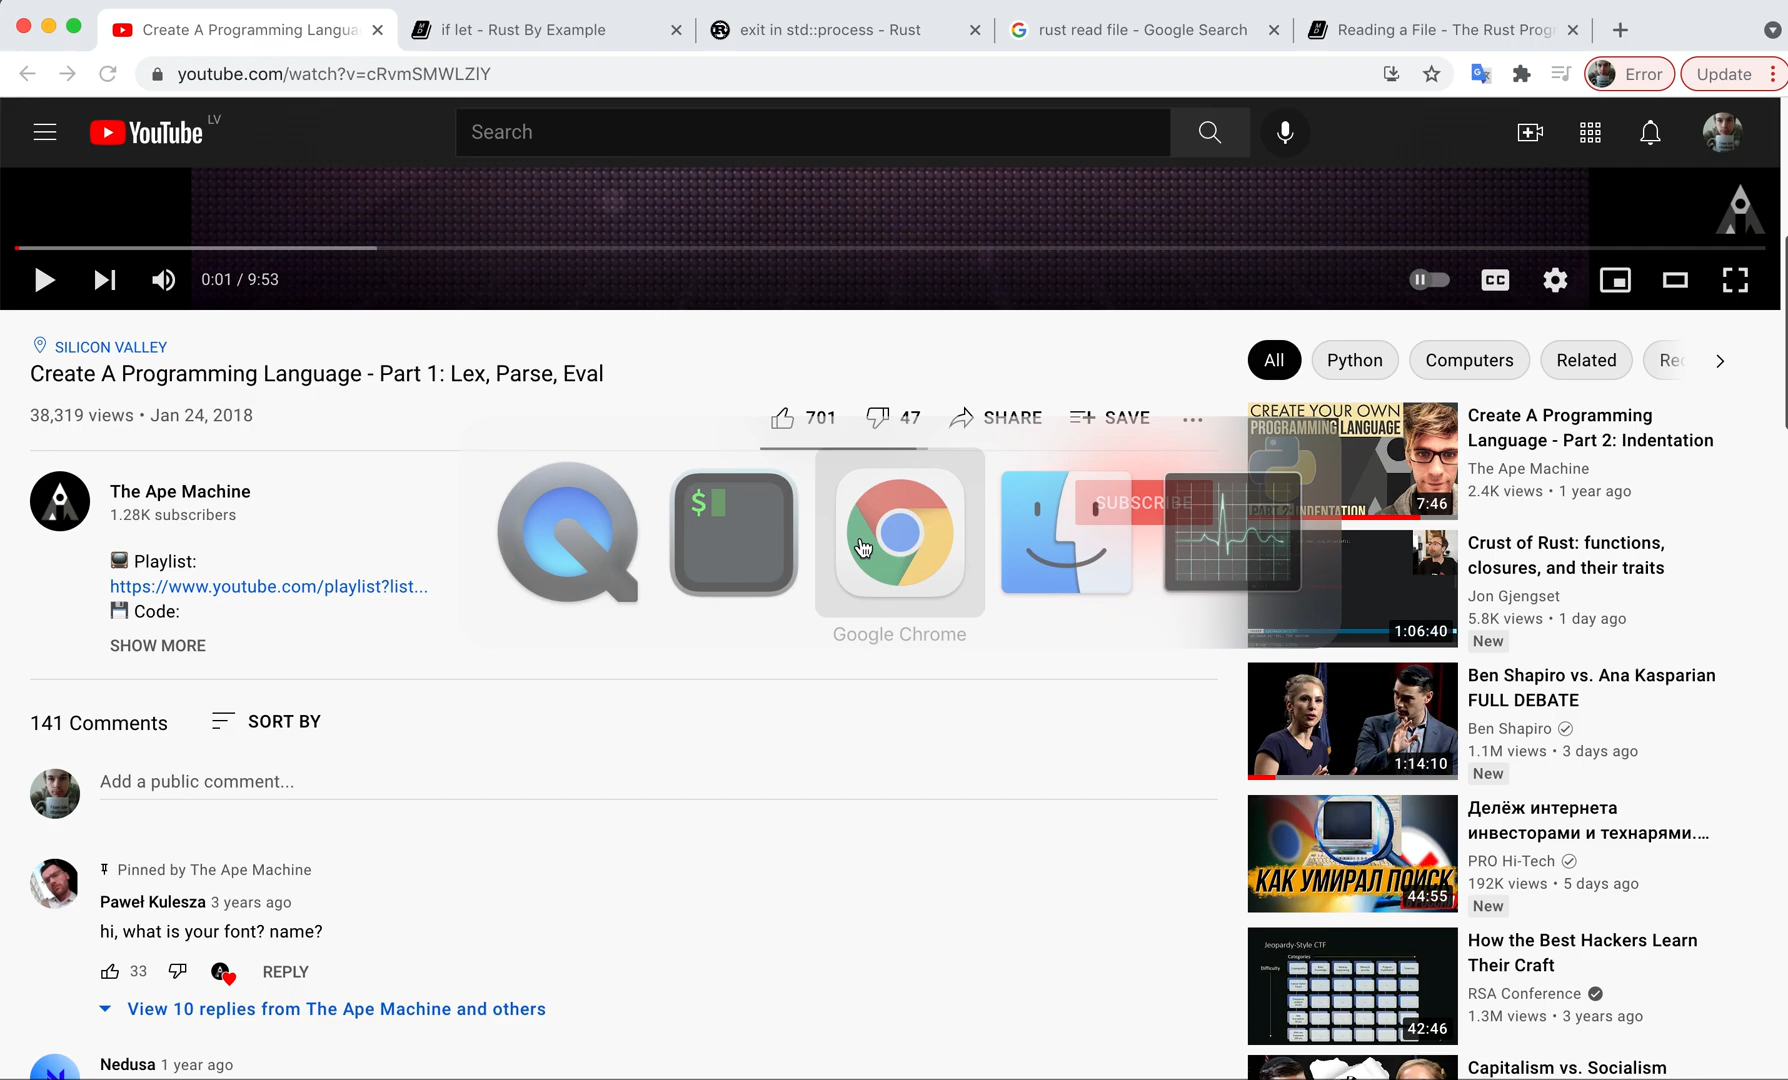 Create A Programming Langua
if let - Rust By Example
exit in std::process - Rust
rust read file - Google Search
Reading a File - The Rust Progr
youtube.com/watch?v=cRvmSMWLZlY
Error
Update
YouTube LV
Search
0:01 / 9:53
CC
SILICON VALLEY
Create A Programming Language - Part 1: Lex, Parse, Eval
38,319 views • Jan 24, 2018
701
47
SHARE
SAVE
The Ape Machine
1.28K subscribers
SUBSCRIBE
Playlist:
https://www.youtube.com/playlist?list...
Code:
SHOW MORE
$
Google Chrome
141 Comments
SORT BY
Add a public comment...
Pinned by The Ape Machine
Paweł Kulesza 3 years ago
hi, what is your font? name?
33
REPLY
View 10 replies from The Ape Machine and others
Nedusa 1 year ago
All
Python
Computers
Related
Rec
CREATE YOUR OWN
PROGRAMMING LANGUAGE
PART 2: INDENTATION
7:46
Create A Programming
Language - Part 2: Indentation
The Ape Machine
2.4K views • 1 year ago
1:06:40
Crust of Rust: functions,
closures, and their traits
Jon Gjengset
5.8K views • 1 day ago
New
1:14:10
Ben Shapiro vs. Ana Kasparian
FULL DEBATE
Ben Shapiro
1.1M views • 3 days ago
New
КАК УМИРАЛ ПОИСК
44:55
Делёж интернета
инвесторами и технарями....
PRO Hi-Tech
192K views • 5 days ago
New
Jeopardy-Style CTF
Categories
Difficulty
42:46
How the Best Hackers Learn
Their Craft
RSA Conference
1.3M views • 3 years ago
Capitalism vs. Socialism